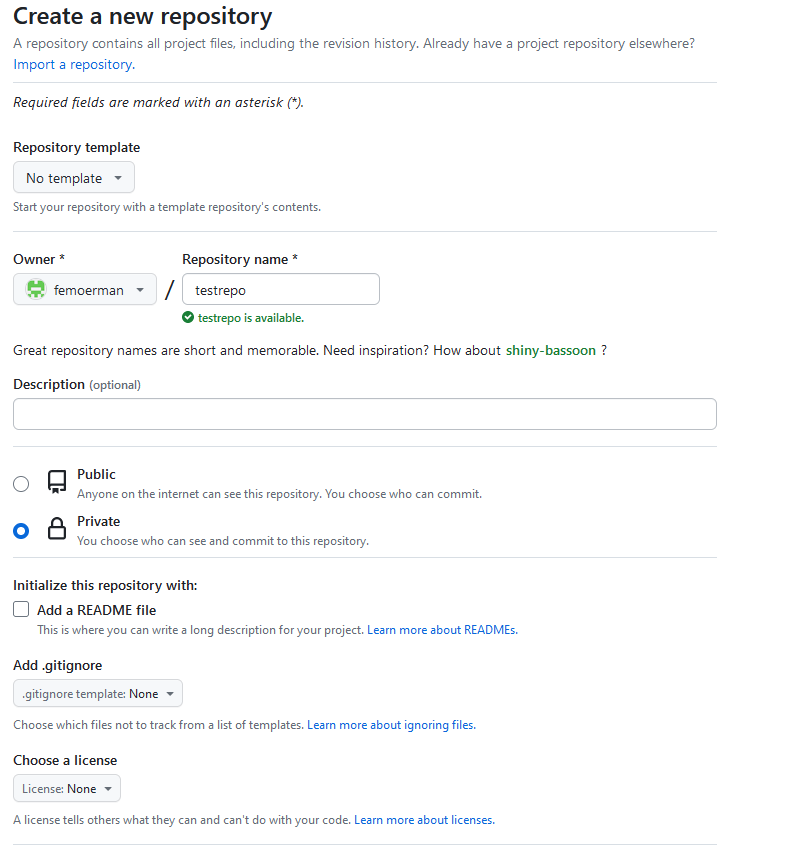 Create a new repository
A repository contains all project files, including the revision history. Already have a project repository elsewhere?
Import a repository.
Required fields are marked with an asterisk (*).
Repository template
No template
Start your repository with a template repository's contents.
Owner * Repository name *
femoerman / testrepo
testrepo is available.
Great repository names are short and memorable. Need inspiration? How about shiny-bassoon ?
Description (optional)
Public
Anyone on the internet can see this repository. You choose who can commit.
Private
You choose who can see and commit to this repository.
Initialize this repository with:
Add a README file
This is where you can write a long description for your project. Learn more about READMEs.
Add .gitignore
.gitignore template: None
Choose which files not to track from a list of templates. Learn more about ignoring files.
Choose a license
License: None
A license tells others what they can and can't do with your code. Learn more about licenses.